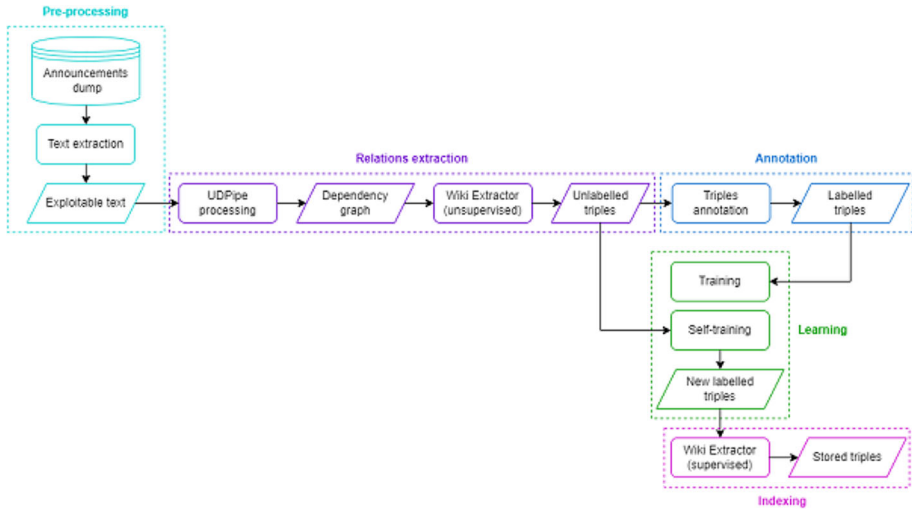 Pre-processing
Announcements
dump
Text extraction
Exploitable text
Relations extraction
UDPipe
processing
Dependency
graph
Wiki Extractor
(unsupervised)
Unlabelled
triples
Annotation
Triples
annotation
Labelled
triples
Training
Self-training
Learning
New labelled
triples
Wiki Extractor
(supervised)
Stored triples
Indexing